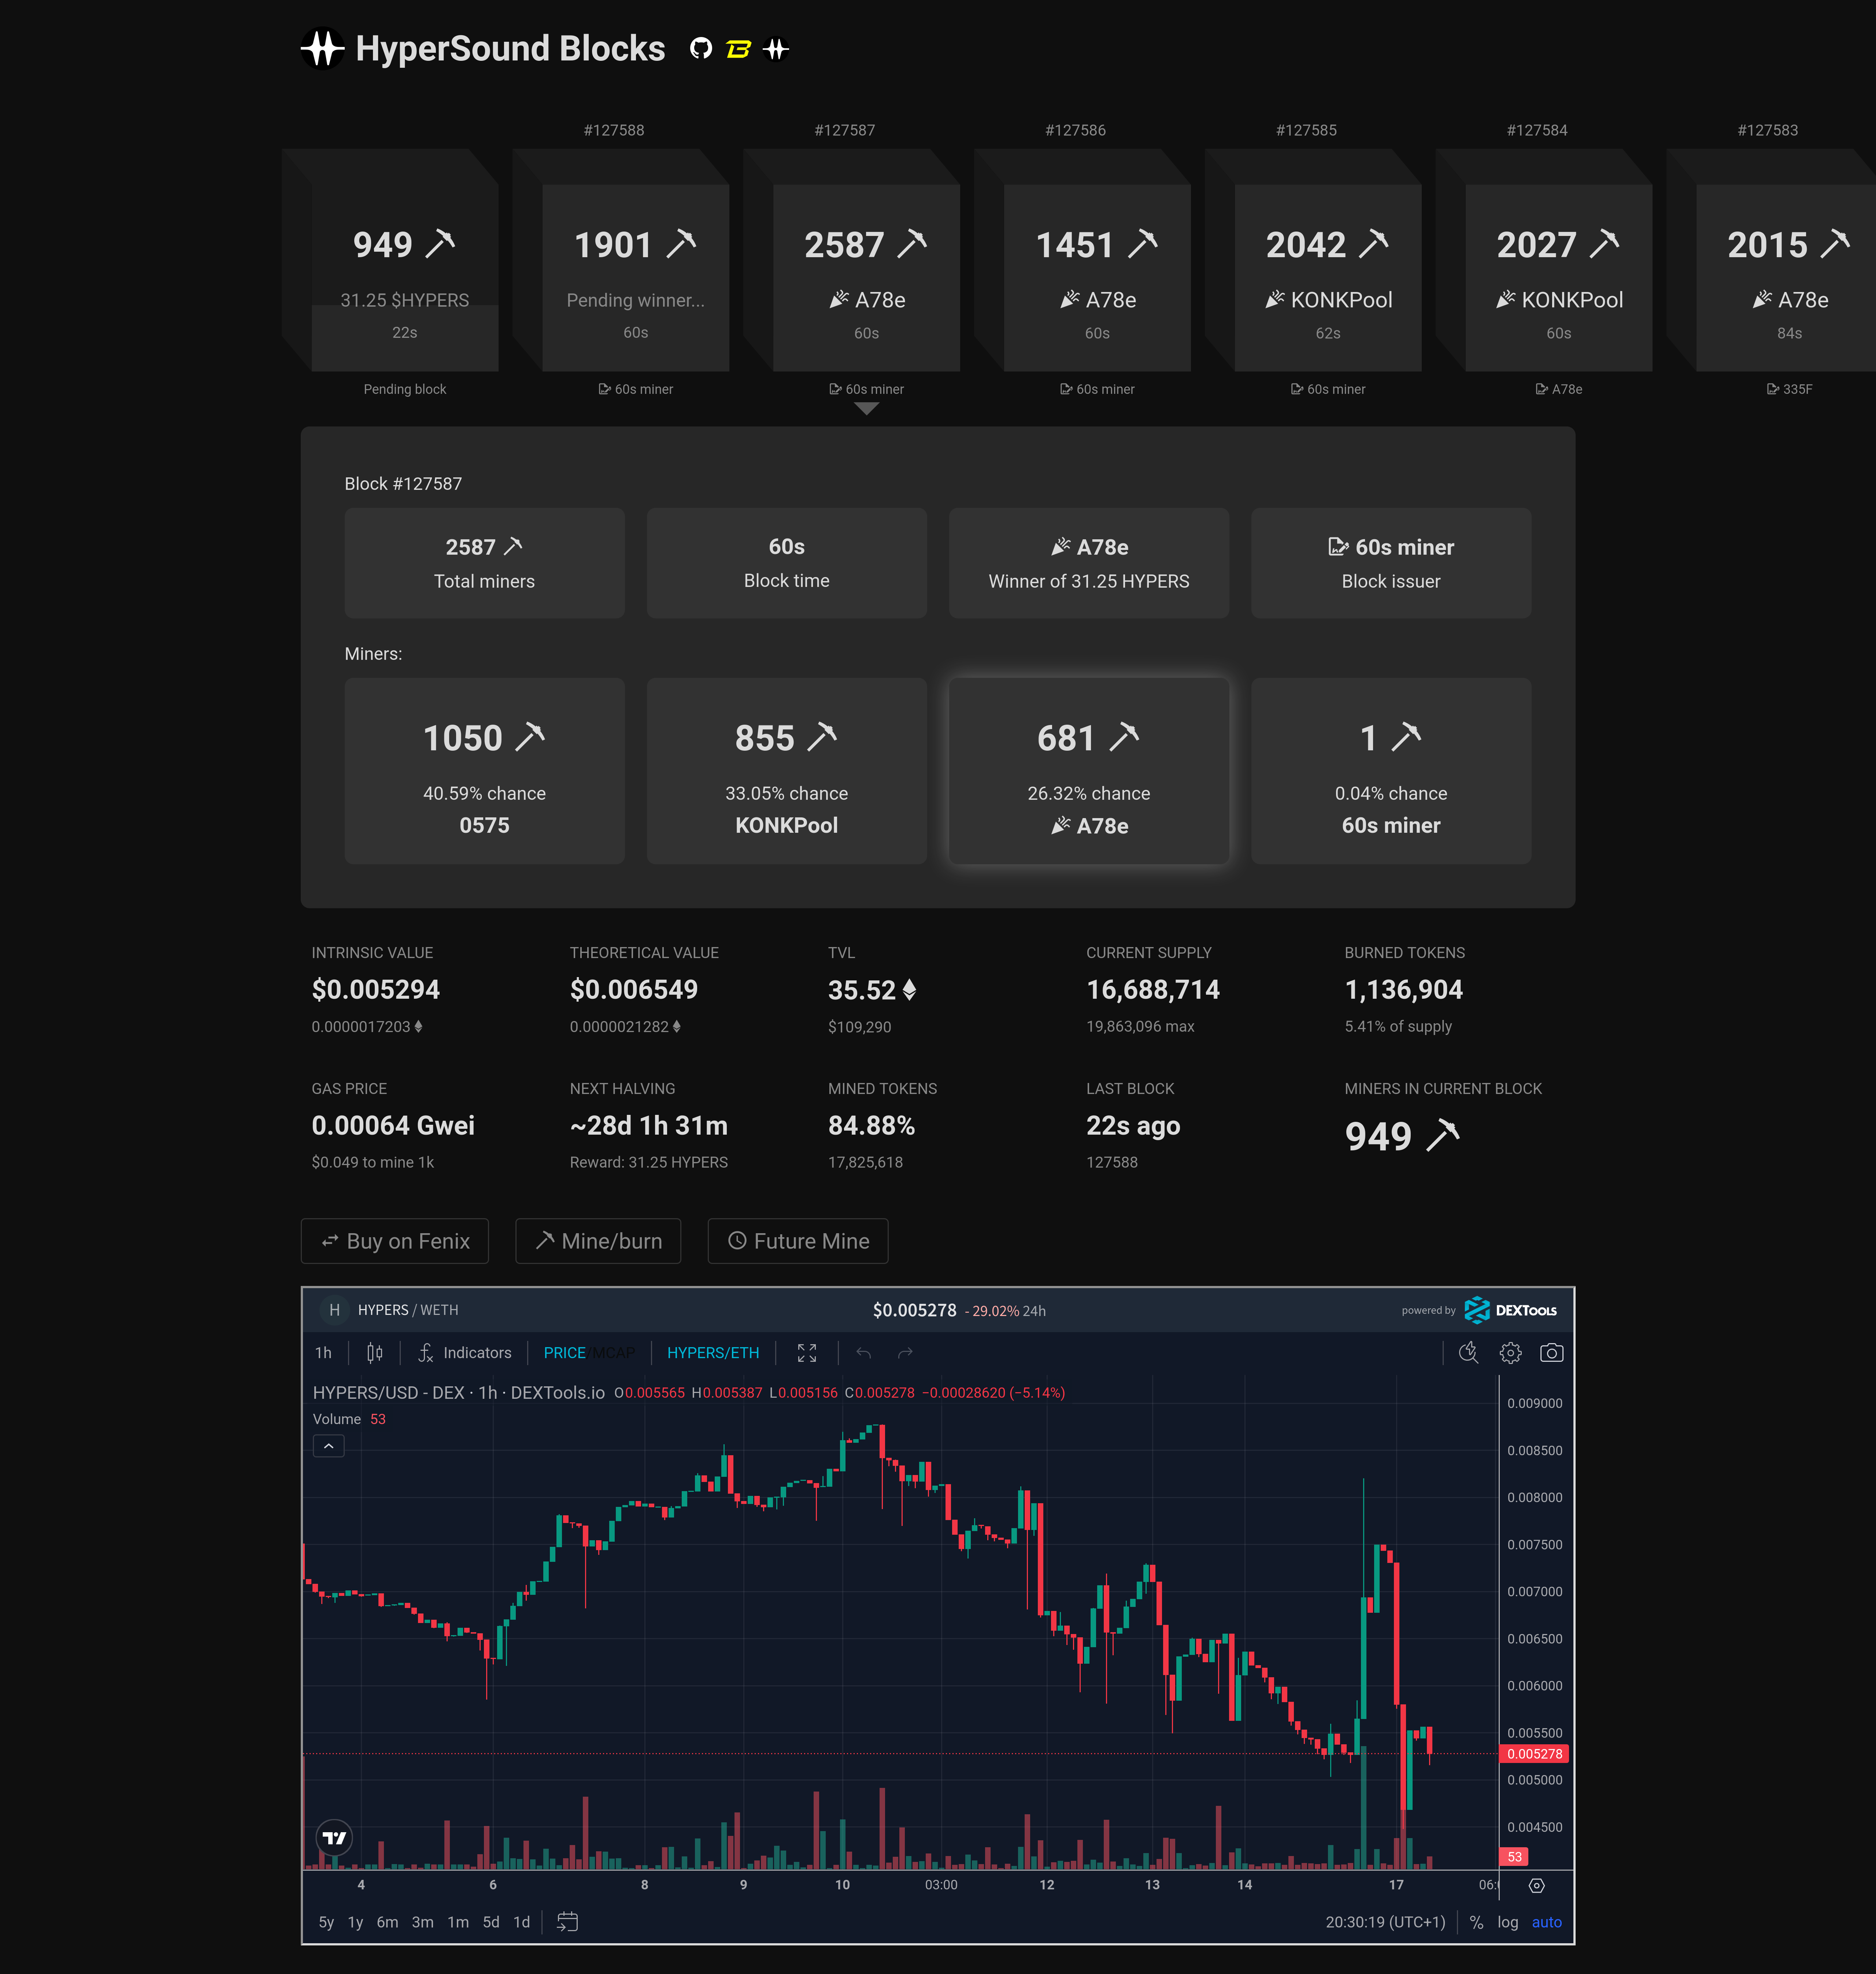 HyperSound Blocks
#127588 #127587 #127586 #127585 #127584 #127583
949 1901 2587 1451 2042 2027 2015
31.25 $HYPERS Pending winner... A78e A78e KONKPool KONKPool A78e
22s 60s 60s 60s 62s 60s 84s
Pending block 60s miner 60s miner 60s miner 60s miner A78e 335F
Block #127587
2587 60s A78e 60s miner
Total miners Block time Winner of 31.25 HYPERS Block issuer
Miners:
1050 855 681 1
40.59% chance 33.05% chance 26.32% chance 0.04% chance
0575 KONKPool A78e 60s miner
INTRINSIC VALUE THEORETICAL VALUE TVL CURRENT SUPPLY BURNED TOKENS
$0.005294 $0.006549 35.52 16,688,714 1,136,904
0.0000017203 0.0000021282 $109,290 19,863,096 max 5.41% of supply
GAS PRICE NEXT HALVING MINED TOKENS LAST BLOCK MINERS IN CURRENT BLOCK
0.00064 Gwei ~28d 1h 31m 84.88% 22s ago 949
$0.049 to mine 1k Reward: 31.25 HYPERS 17,825,618 127588
Buy on Fenix Mine/burn Future Mine
H HYPERS / WETH $0.005278 - 29.02% 24h powered by DEXTools
1h Indicators PRICE/MCAP HYPERS/ETH
HYPERS/USD - DEX · 1h · DEXTools.io O0.005565 H0.005387 L0.005156 C0.005278 −0.00028620 (−5.14%)
Volume 53
0.009000
0.008500
0.008000
0.007500
0.007000
0.006500
0.006000
0.005500
0.005278
0.005000
0.004500
53
4 6 8 9 10 03:00 12 13 14 17 06:
5y 1y 6m 3m 1m 5d 1d 20:30:19 (UTC+1) % log auto